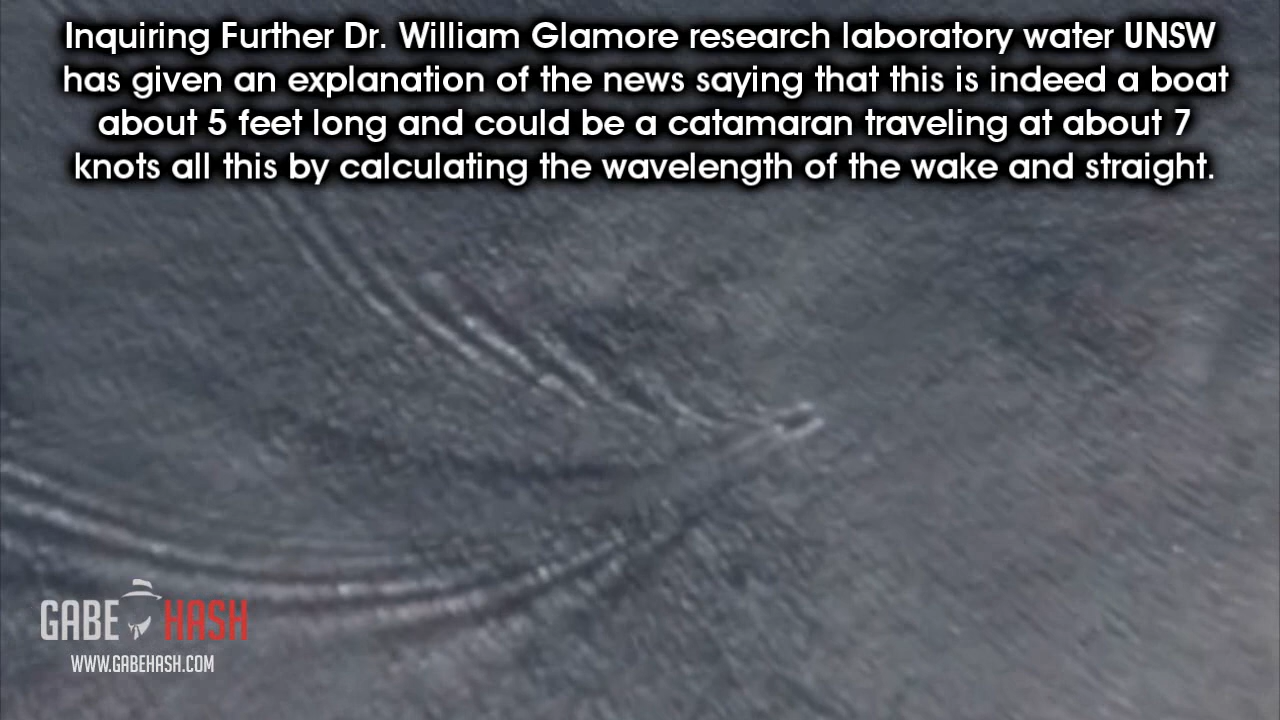 Inquiring Further Dr. William Glamore research laboratory water UNSW
has given an explanation of the news saying that this is indeed a boat
about 5 feet long and could be a catamaran traveling at about 7
knots all this by calculating the wavelength of the wake and straight.
GABE HASH
WWW.GABEHASH.COM